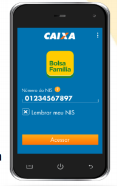 CAIXA
Bolsa
Família
Número do NIS
01234567897
Lembrar meu NIS
Acessar